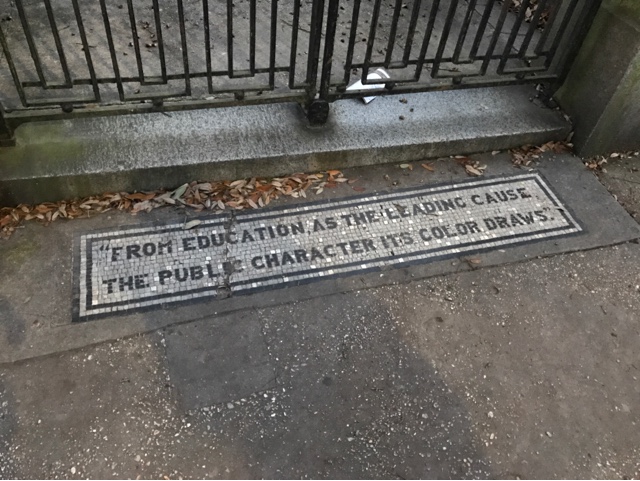 "FROM EDUCATION, AS THE LEADING CAUSE,
THE PUBLIC CHARACTER ITS COLOR DRAWS".